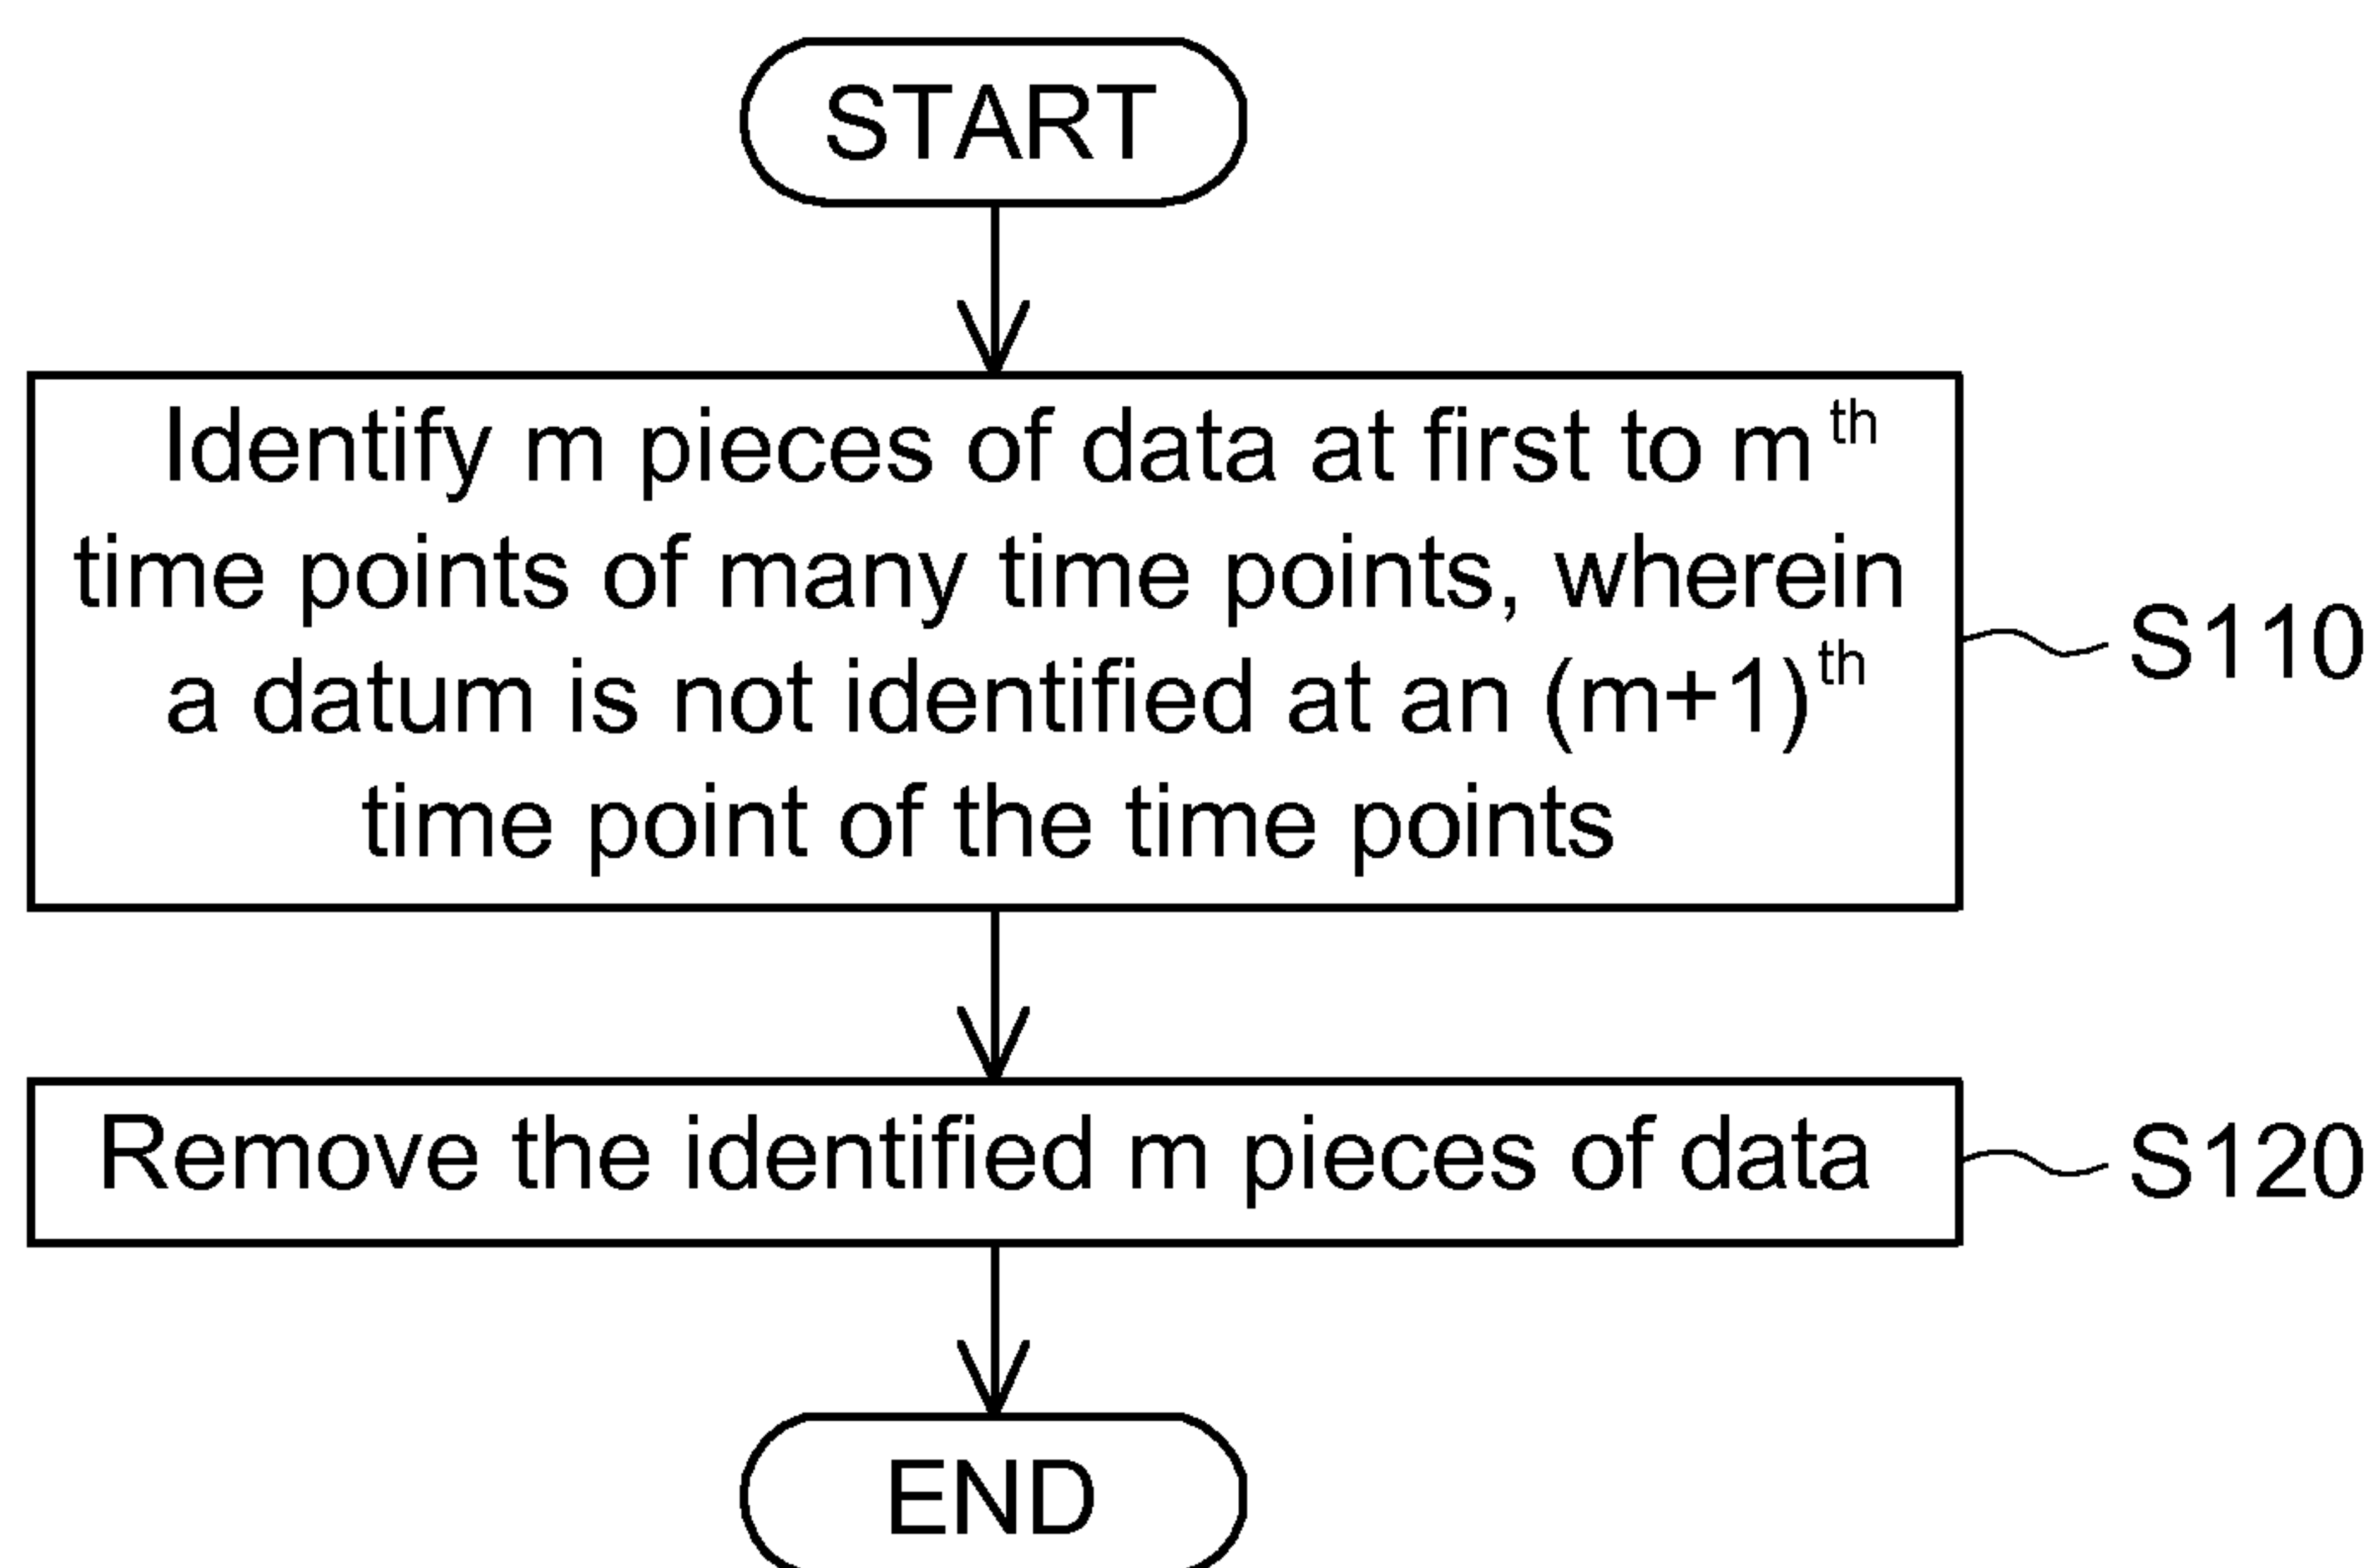 START
Identify m pieces of data at first to mth
time points of many time points, wherein
a datum is not identified at an (m+1)th
time point of the time points
S110
Remove the identified m pieces of data
S120
END